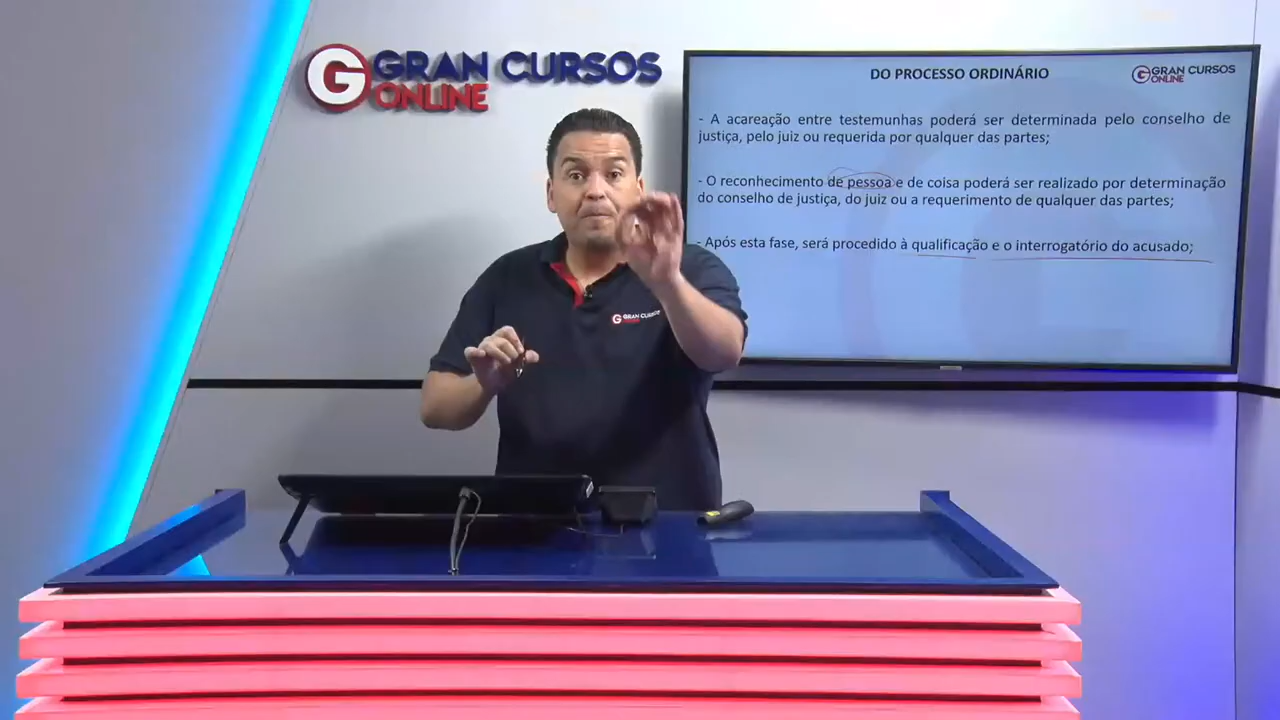 GRAN CURSOS
ONLINE
DO PROCESSO ORDINÁRIO
GRAN CURSOS
ONLINE
- A acareação entre testemunhas poderá ser determinada pelo conselho de
justiça, pelo juiz ou requerida por qualquer das partes;
- O reconhecimento de pessoa e de coisa poderá ser realizado por determinação
do conselho de justiça, do juiz ou a requerimento de qualquer das partes;
- Após esta fase, será procedido à qualificação e o interrogatório do acusado;
GRAN CURSOS
ONLINE